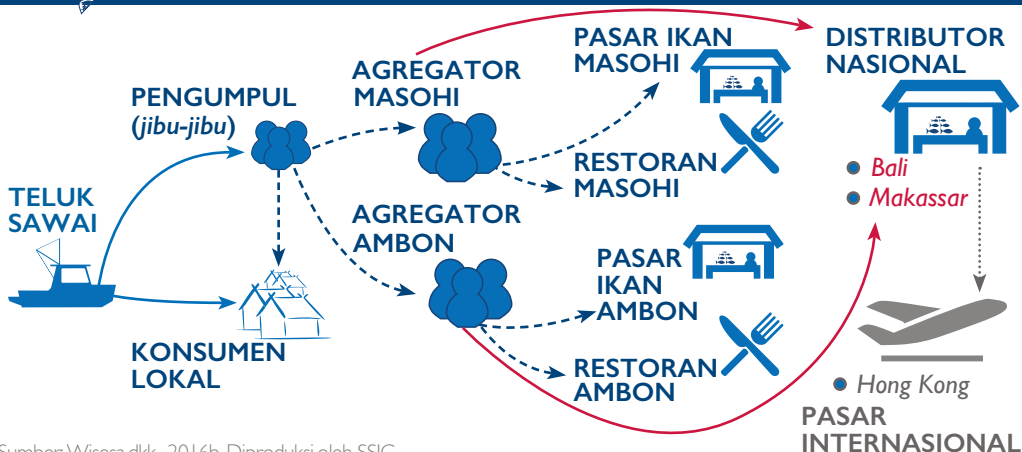 TELUK
SAWAI
PENGUMPUL
(jibu-jibu)
KONSUMEN
LOKAL
AGREGATOR
MASOHI
AGREGATOR
AMBON
PASAR IKAN
MASOHI
RESTORAN
MASOHI
PASAR
IKAN
AMBON
RESTORAN
AMBON
DISTRIBUTOR
NASIONAL
Bali
Makassar
Hong Kong
PASAR
INTERNASIONAL
Sumber: Wisesa dkk., 2016b. Diproduksi oleh SSIG